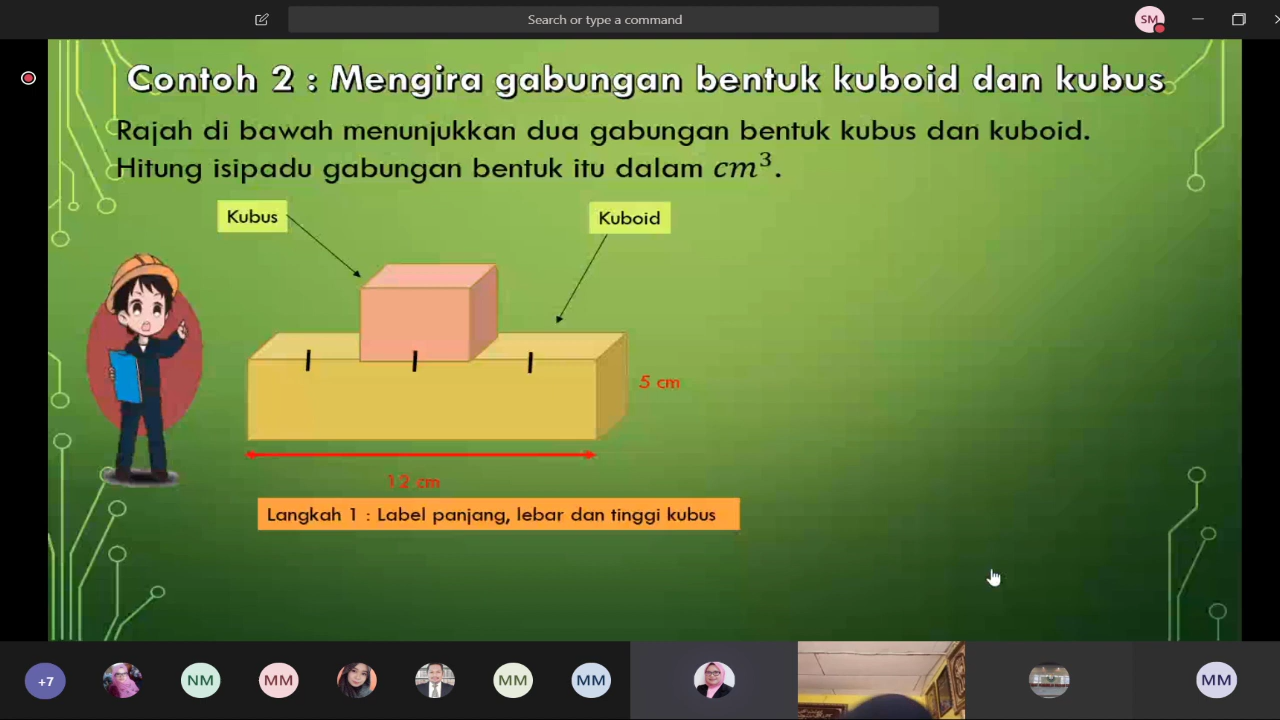 Search or type a command
SM
Contoh 2 : Mengira gabungan bentuk kuboid dan kubus
Rajah di bawah menunjukkan dua gabungan bentuk kubus dan kuboid.
Hitung isipadu gabungan bentuk itu dalam cm³.
Kubus
Kuboid
5 cm
12 cm
Langkah 1 : Label panjang, lebar dan tinggi kubus
+7
NM
MM
MM
MM
MM